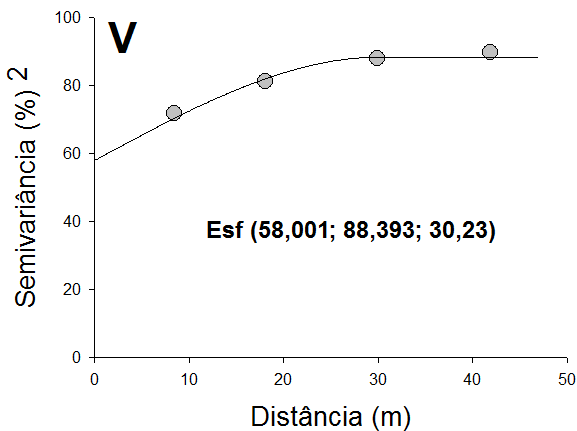 V
100
80
60
40
20
0
Semivariância (%) 2
Esf (58,001; 88,393; 30,23)
0 10 20 30 40 50
Distância (m)